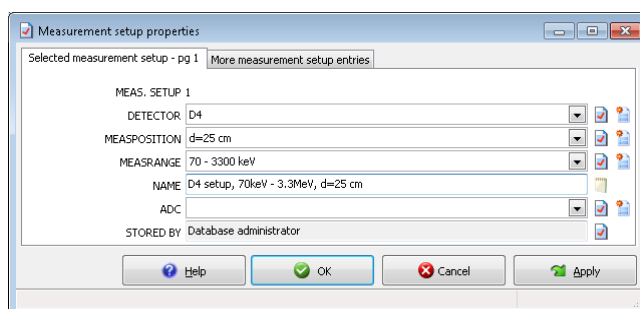 Measurement setup properties
Selected measurement setup - pg 1 More measurement setup entries
MEAS. SETUP 1
DETECTOR D4
MEASPOSITION d=25 cm
MEASRANGE 70 - 3300 keV
NAME D4 setup, 70keV - 3.3MeV, d=25 cm
ADC
STORED BY Database administrator
Help OK Cancel Apply